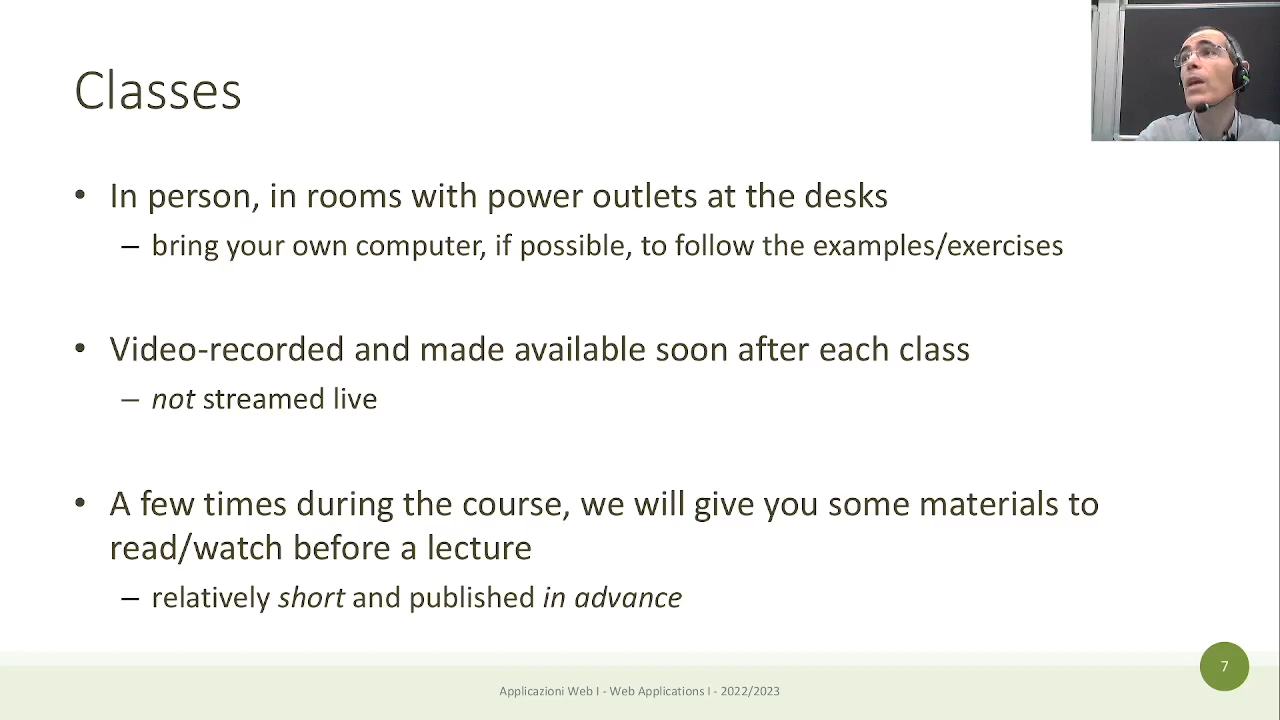 Classes
• In person, in rooms with power outlets at the desks
– bring your own computer, if possible, to follow the examples/exercises
• Video-recorded and made available soon after each class
– not streamed live
• A few times during the course, we will give you some materials to
read/watch before a lecture
– relatively short and published in advance
7
Applicazioni Web I - Web Applications I - 2022/2023